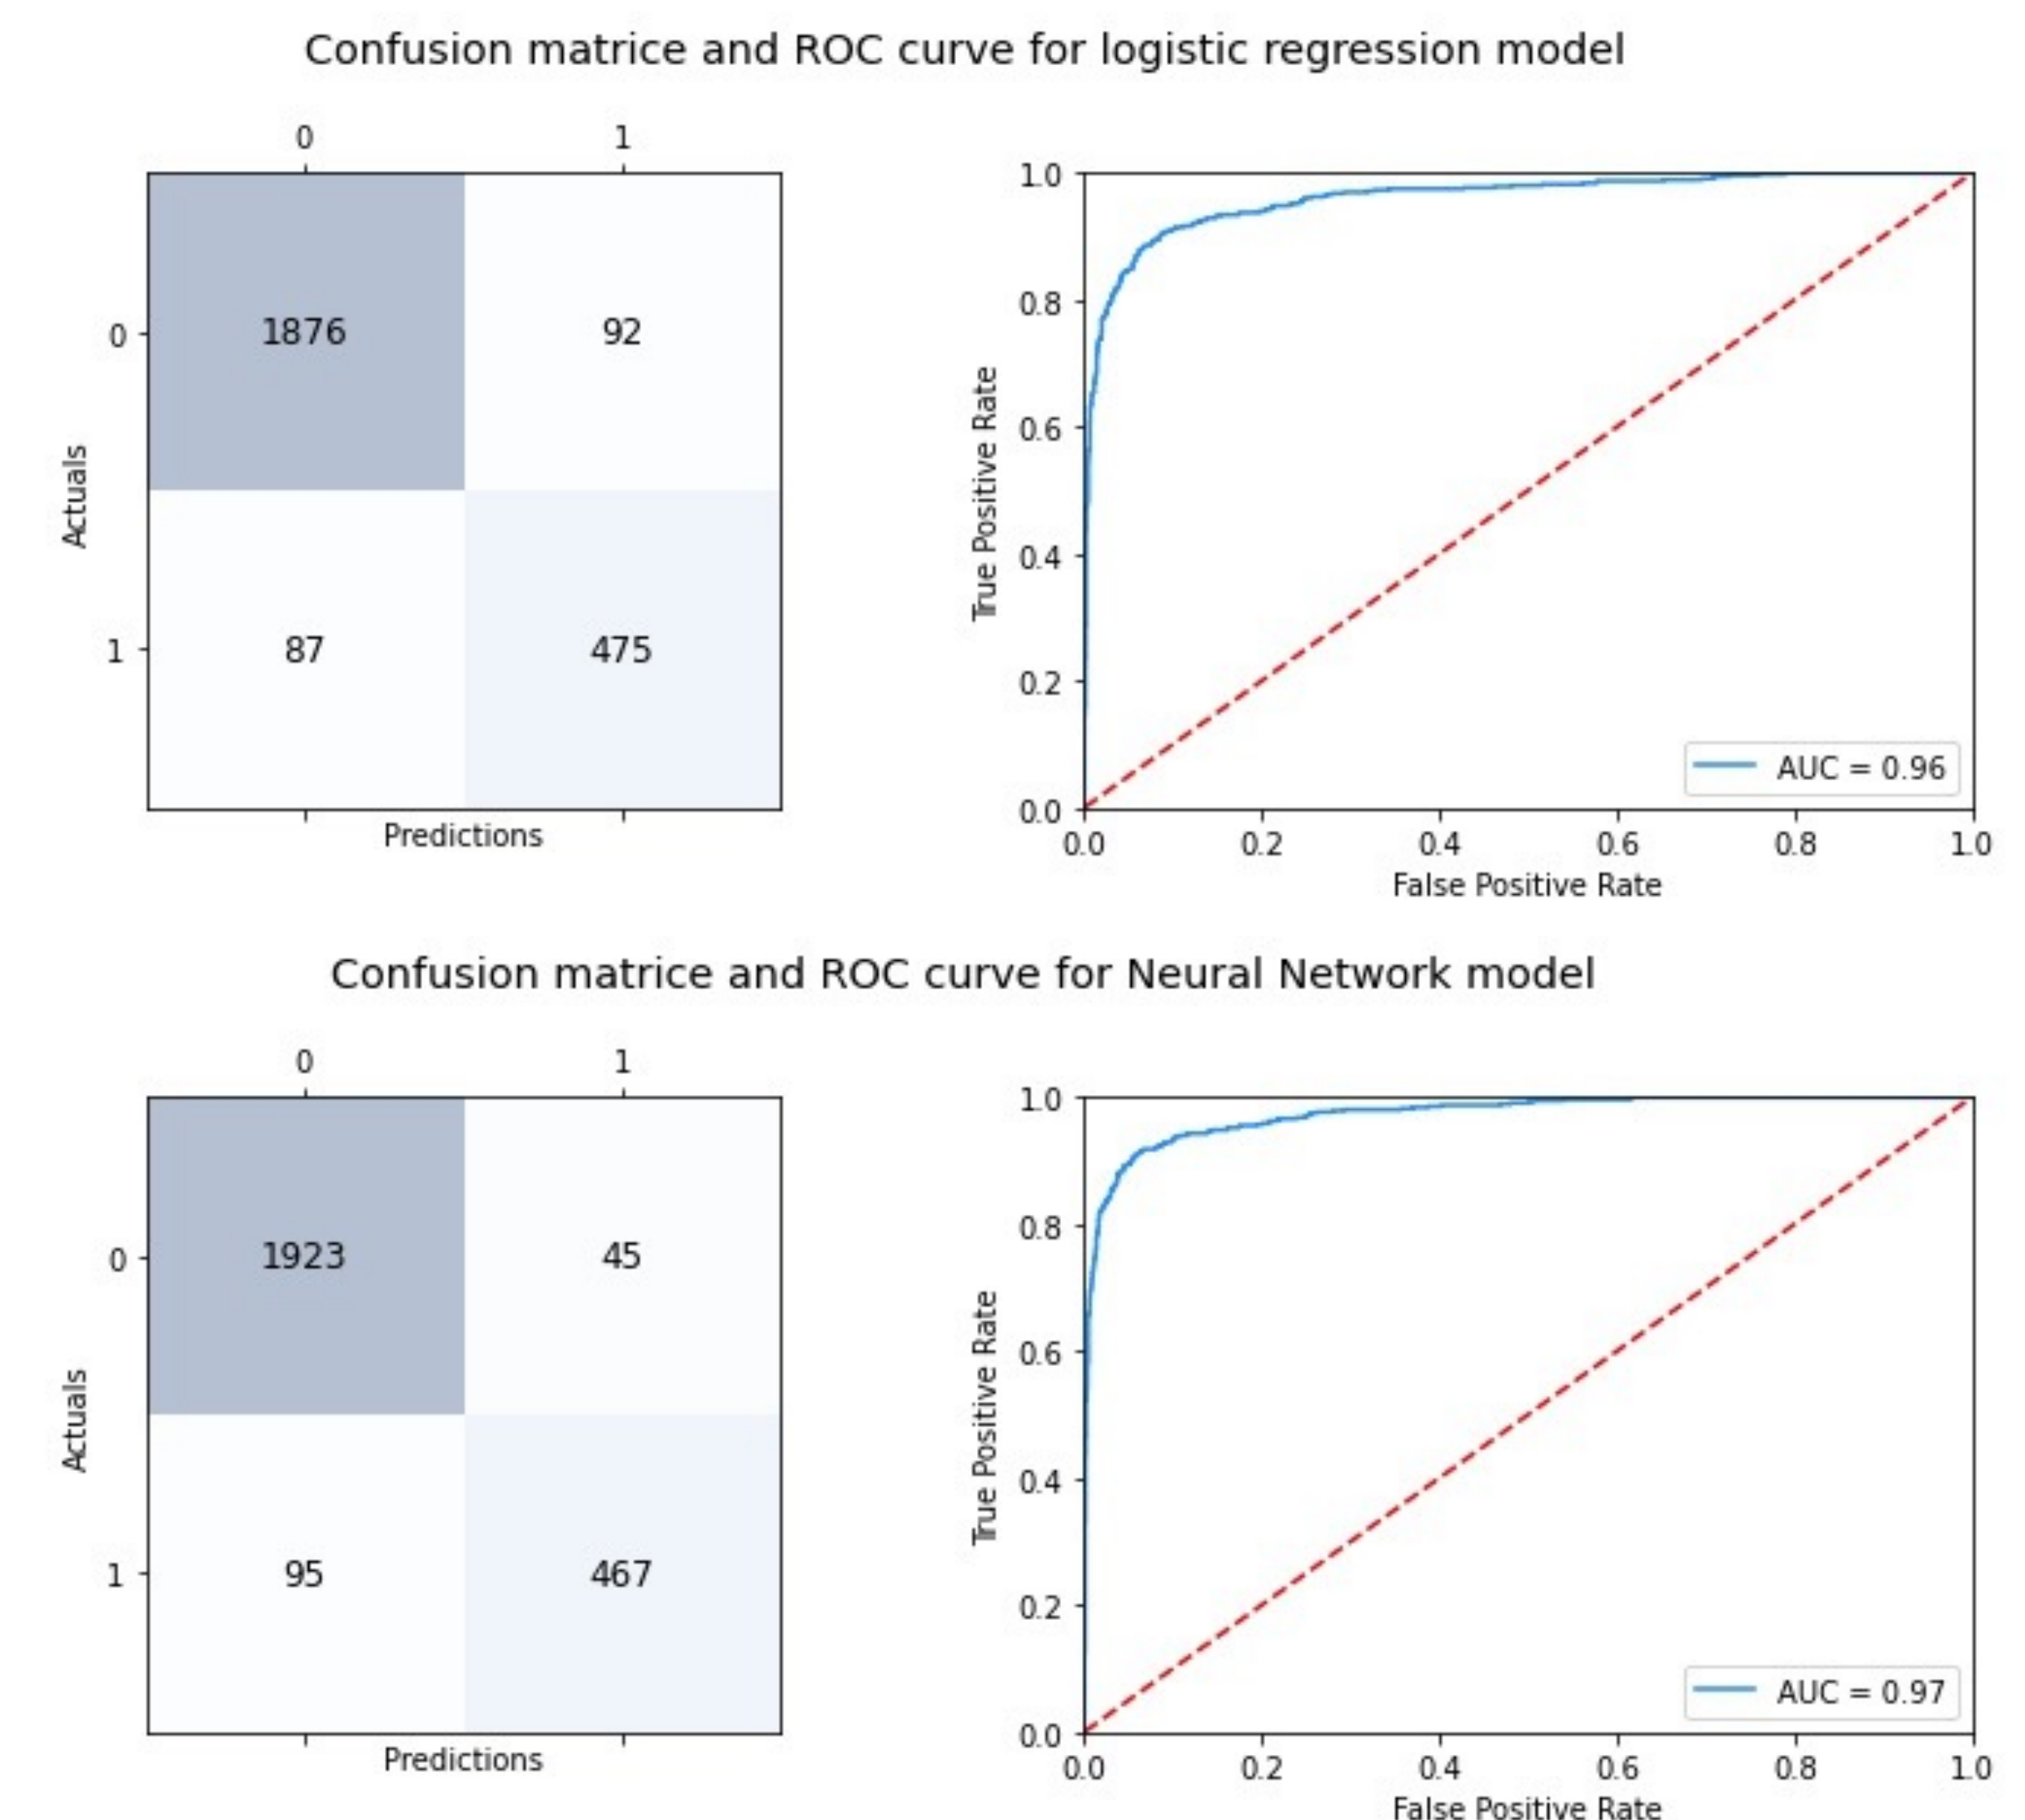 Confusion matrice and ROC curve for logistic regression model
0 1
0
1876 92
Actuals
1
87 475
Predictions
1.0
0.8
0.6
0.4
0.2
0.0
True Positive Rate
AUC = 0.96
0.0 0.2 0.4 0.6 0.8 1.0
False Positive Rate
Confusion matrice and ROC curve for Neural Network model
0 1
0
1923 45
Actuals
1
95 467
Predictions
1.0
0.8
0.6
0.4
0.2
0.0
True Positive Rate
AUC = 0.97
0.0 0.2 0.4 0.6 0.8 1.0
False Positive Rate